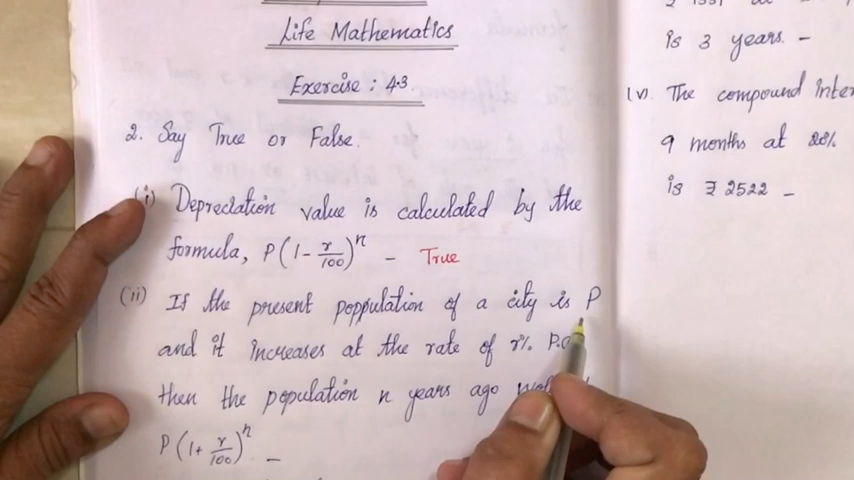 Life Mathematics
Exercise : 4.3
2. Say True or False.
(i) Depreciation value is calculated by the
formula, P(1 - r/100)^n - True
(ii) If the present poppulation of a city is P
and it increases at the rate of r% P.a
then the population n years ago
P(1+ r/100)^n -
is 3 years. -
(v). The compound Inter
9 months at 20%
is ₹ 2522 -